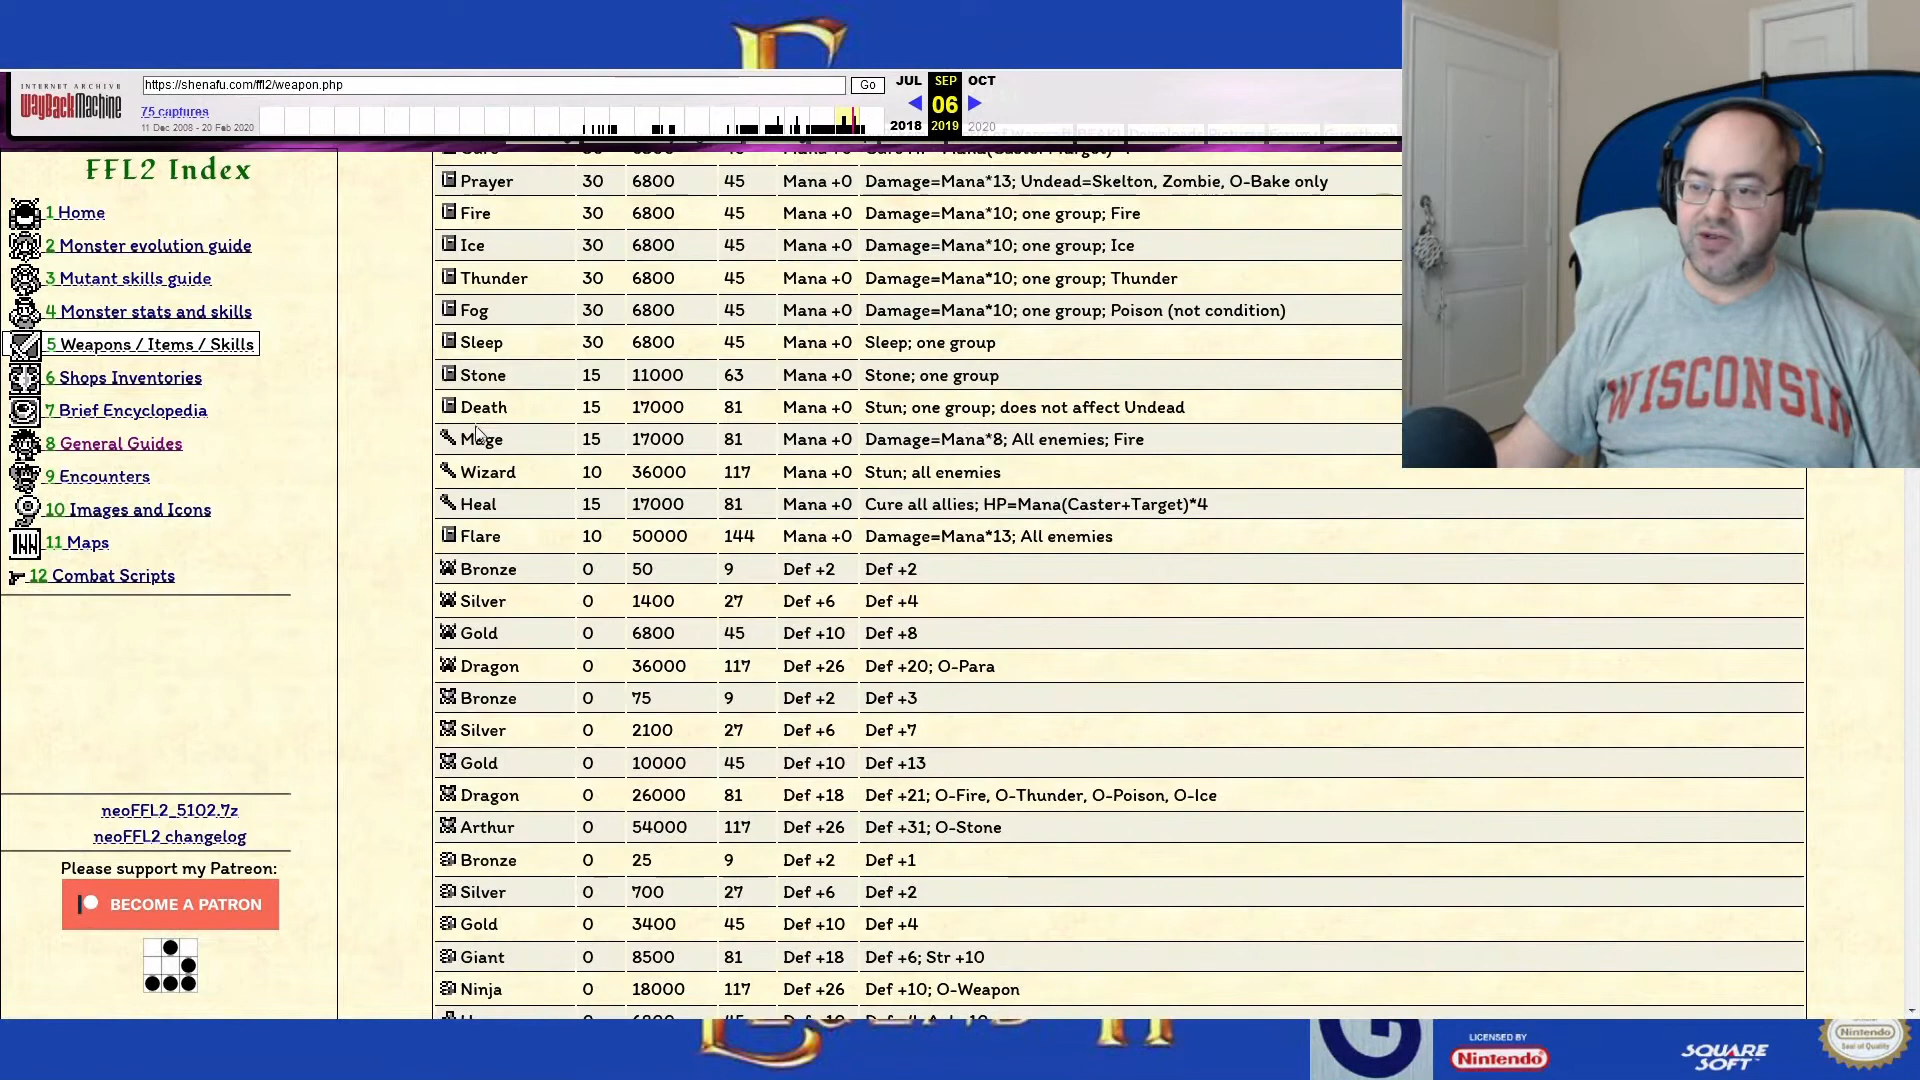 INTERNET ARCHIVE
WayBackMachine
https://shenafu.com/ffl2/weapon.php
Go
JUL SEP OCT
75 captures
06
11 Dec 2008 - 20 Feb 2020
2018 2019 2020
FFL2 Index
1 Home
2 Monster evolution guide
3 Mutant skills guide
4 Monster stats and skills
5 Weapons / Items / Skills
6 Shops Inventories
7 Brief Encyclopedia
8 General Guides
9 Encounters
10 Images and Icons
11 Maps
12 Combat Scripts
neoFFL2_5102.7z
neoFFL2 changelog
Please support my Patreon:
BECOME A PATRON
Prayer 30 6800 45 Mana +0 Damage=Mana*13; Undead=Skelton, Zombie, O-Bake only
Fire 30 6800 45 Mana +0 Damage=Mana*10; one group; Fire
Ice 30 6800 45 Mana +0 Damage=Mana*10; one group; Ice
Thunder 30 6800 45 Mana +0 Damage=Mana*10; one group; Thunder
Fog 30 6800 45 Mana +0 Damage=Mana*10; one group; Poison (not condition)
Sleep 30 6800 45 Mana +0 Sleep; one group
Stone 15 11000 63 Mana +0 Stone; one group
Death 15 17000 81 Mana +0 Stun; one group; does not affect Undead
Mage 15 17000 81 Mana +0 Damage=Mana*8; All enemies; Fire
Wizard 10 36000 117 Mana +0 Stun; all enemies
Heal 15 17000 81 Mana +0 Cure all allies; HP=Mana(Caster+Target)*4
Flare 10 50000 144 Mana +0 Damage=Mana*13; All enemies
Bronze 0 50 9 Def +2 Def +2
Silver 0 1400 27 Def +6 Def +4
Gold 0 6800 45 Def +10 Def +8
Dragon 0 36000 117 Def +26 Def +20; O-Para
Bronze 0 75 9 Def +2 Def +3
Silver 0 2100 27 Def +6 Def +7
Gold 0 10000 45 Def +10 Def +13
Dragon 0 26000 81 Def +18 Def +21; O-Fire, O-Thunder, O-Poison, O-Ice
Arthur 0 54000 117 Def +26 Def +31; O-Stone
Bronze 0 25 9 Def +2 Def +1
Silver 0 700 27 Def +6 Def +2
Gold 0 3400 45 Def +10 Def +4
Giant 0 8500 81 Def +18 Def +6; Str +10
Ninja 0 18000 117 Def +26 Def +10; O-Weapon
WISCONSIN
LICENSED BY
Nintendo
SQUARE
SOFT
Nintendo
Seal of Quality